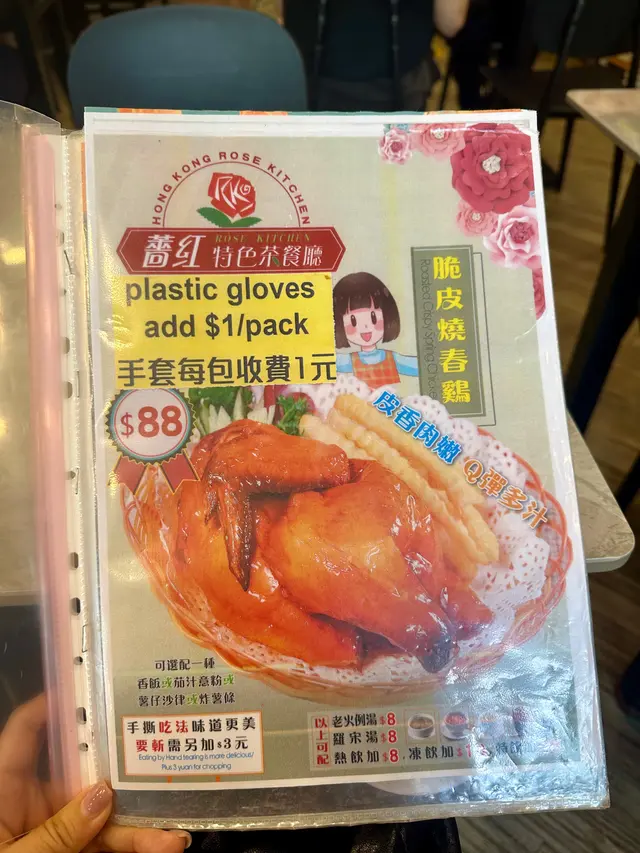 HONG KONG ROSE KITCHEN
RKG
ROSE KITCHEN
薔紅特色茶餐廳
plastic gloves
add $1/pack
手套每包收費1元
$88
脆皮燒春鷄
皮香肉嫩
Q彈多汁
可選配一種
香飯或茄汁意粉或
薯仔沙律或炸薯條
手撕吃法味道更美
要斬需另加$3元
Eating by Hand tearing is more delicious!
Plus 3 yuan for chopping
以上可配
老火例湯$8
羅宋湯$8
熱飲加$8,凍飲加